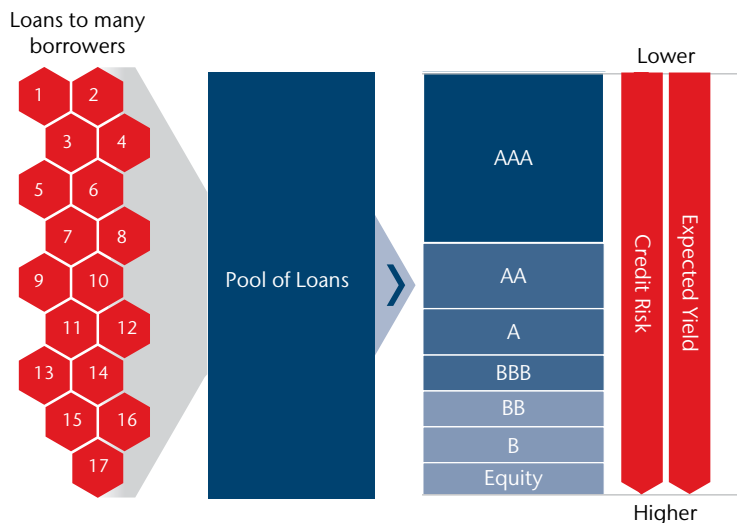 Loans to many
borrowers
1
2
3
4
5
6
7
8
9
10
11
12
13
14
15
16
17
Pool of Loans
AAA
AA
A
BBB
BB
B
Equity
Lower
Credit Risk
Expected Yield
Higher